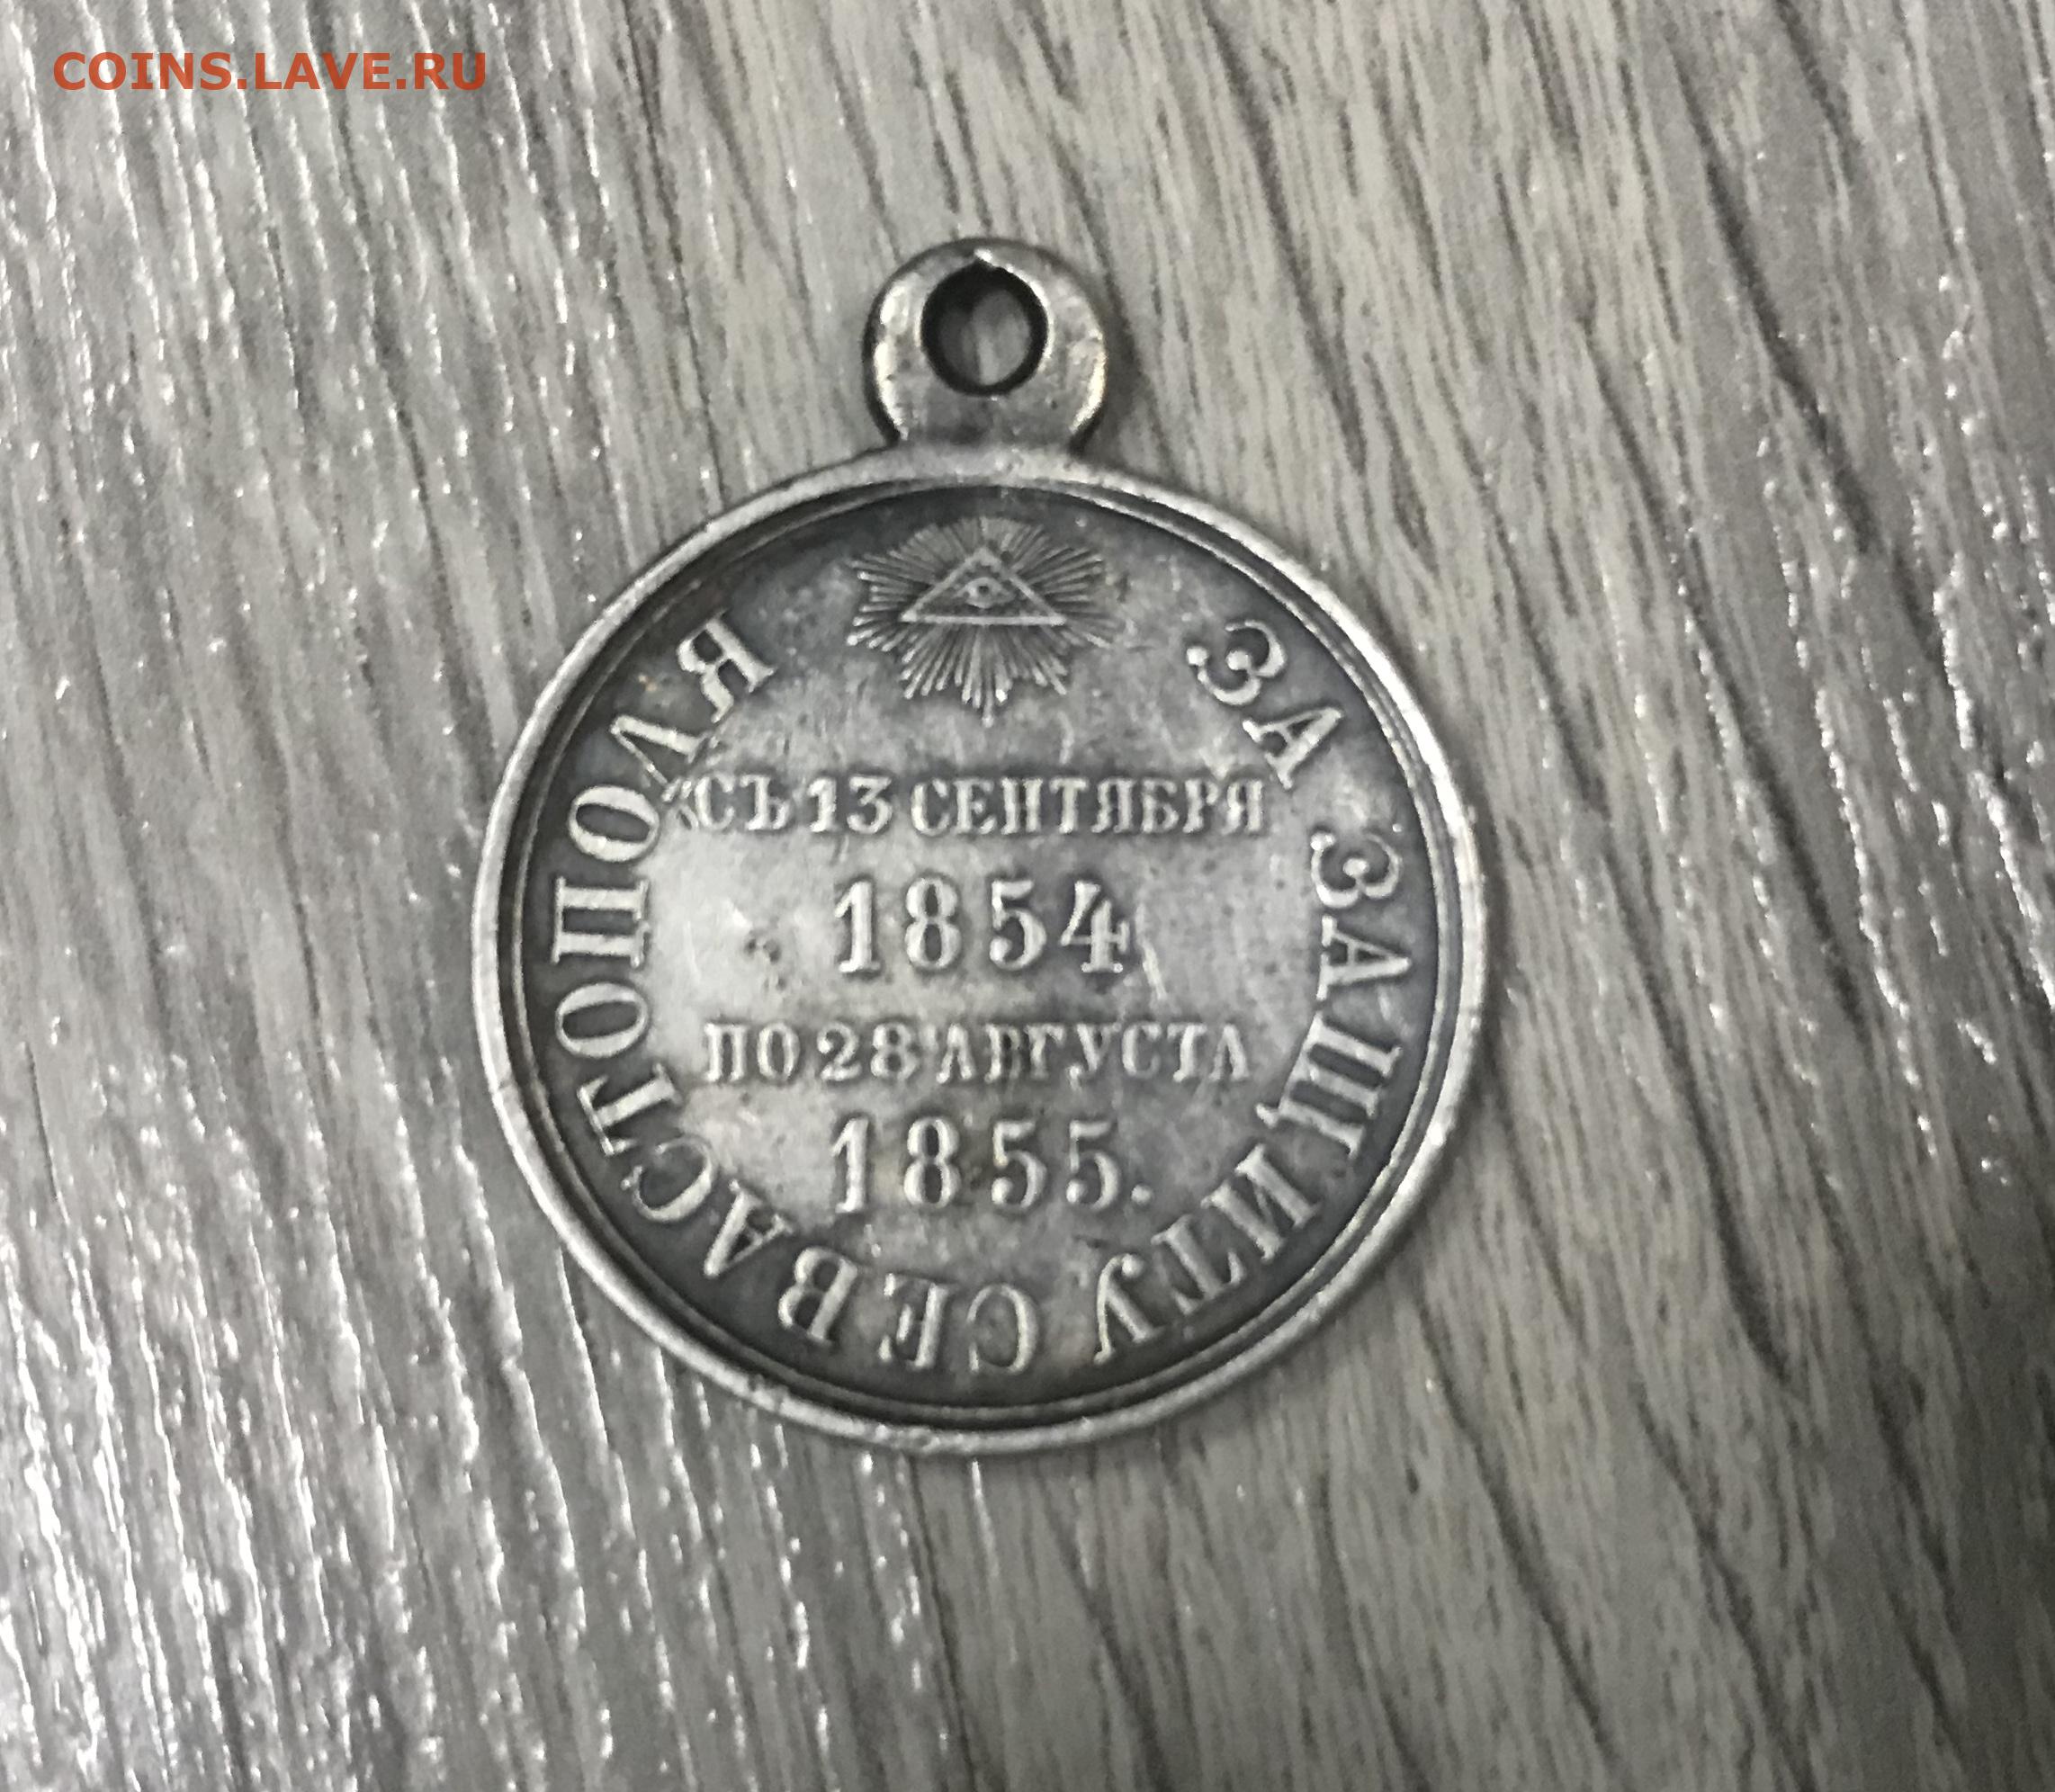 COINS.LAVE.RU
ЗА ЗАЩИТУ СЕВАСТОПОЛЯ
СЪ 13 СЕНТЯБРЯ
1854
ПО 28 АВГУСТА
1855.